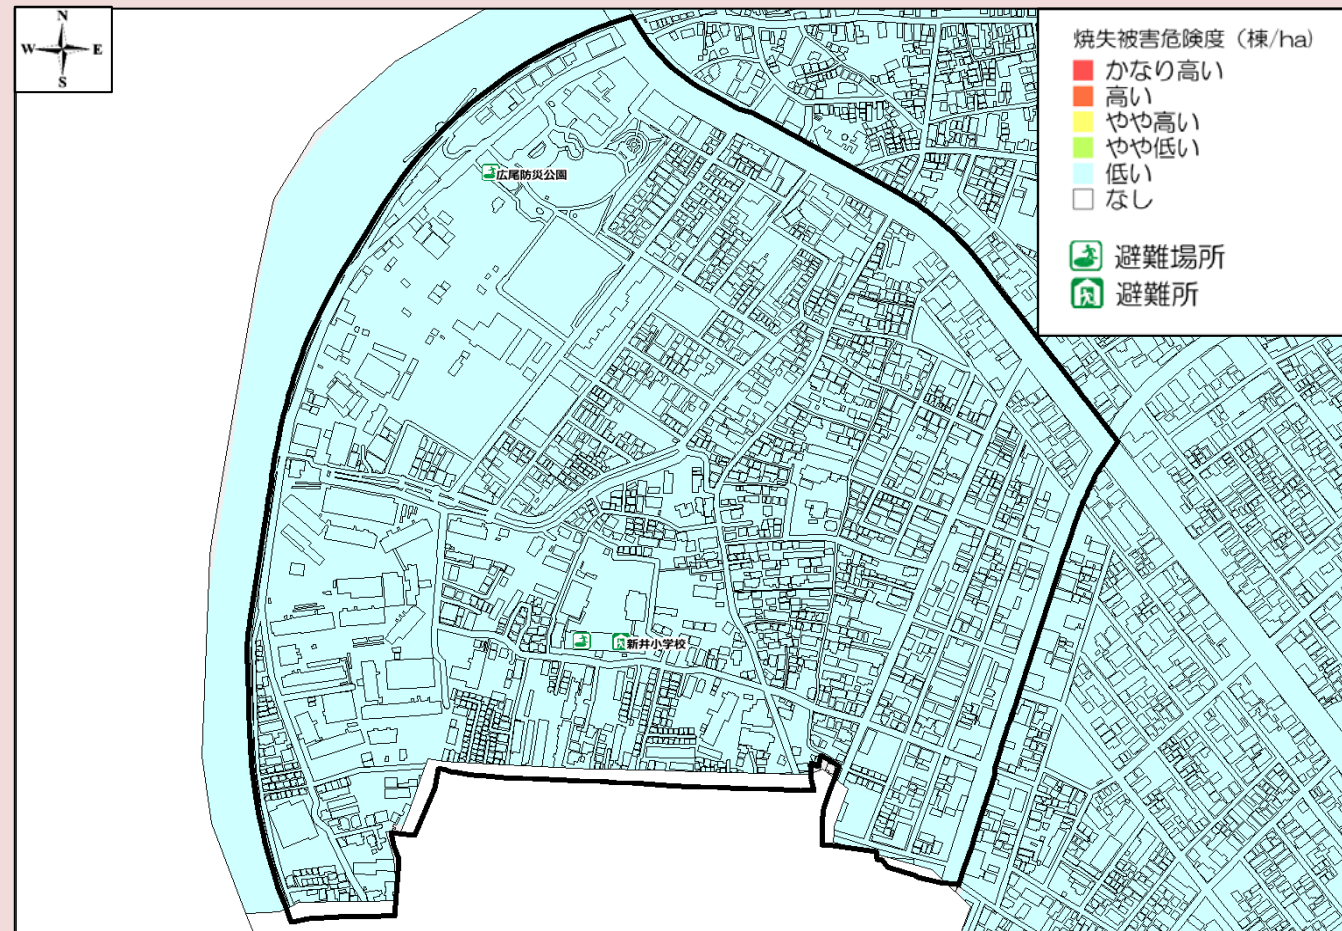 N
W E
S
焼失被害危険度（棟/ha）
かなり高い
高い
やや高い
やや低い
低い
なし
避難場所
避難所
広尾防災公園
新井小学校